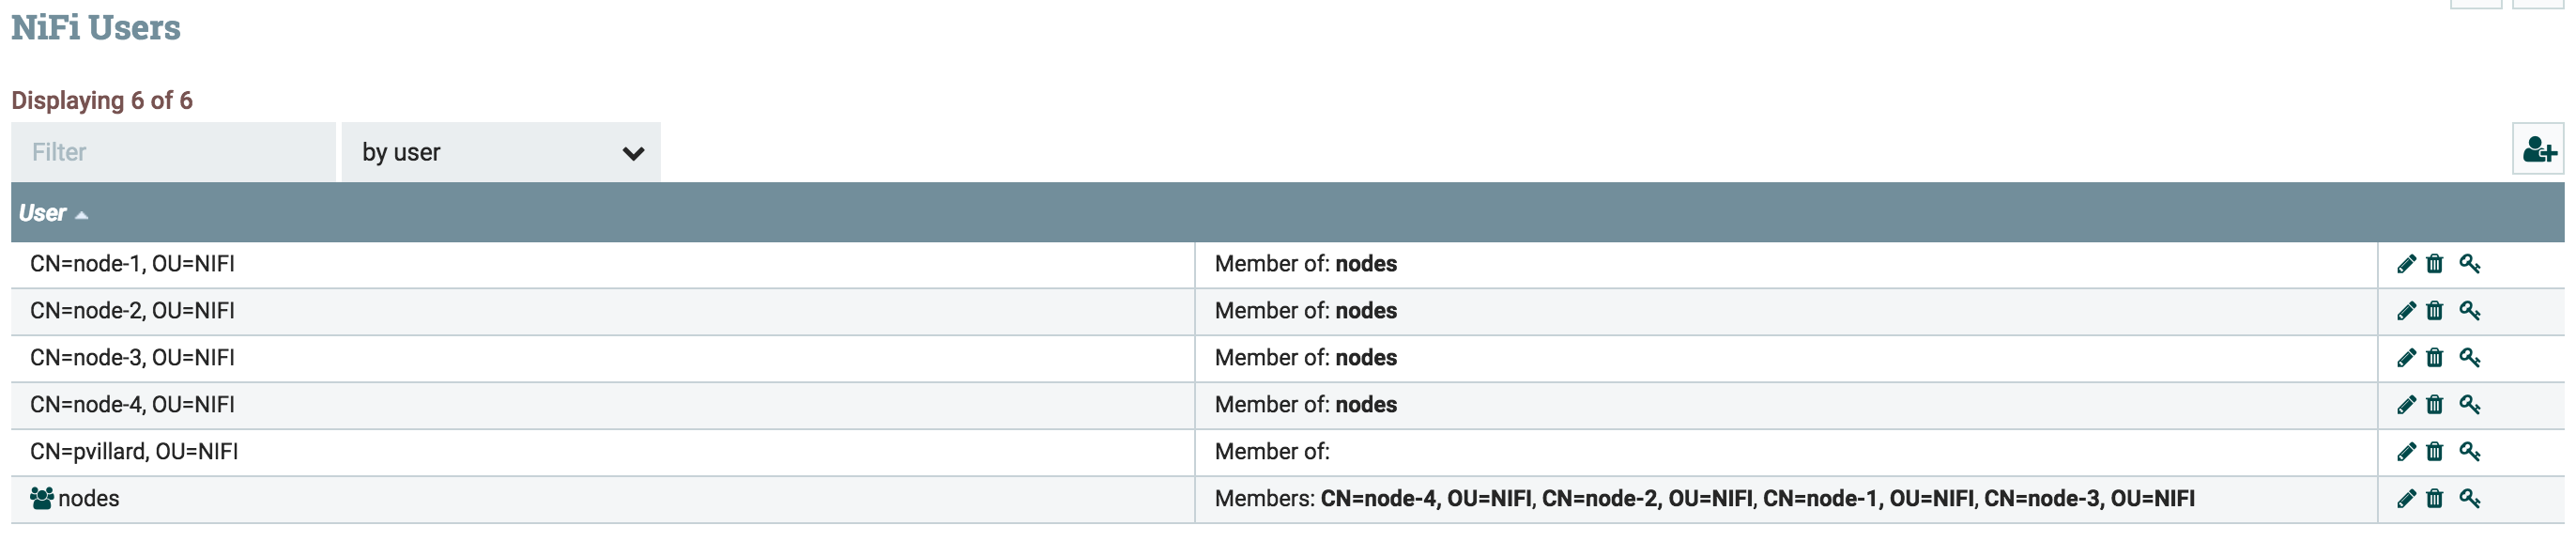 NiFi Users
Displaying 6 of 6
Filter by user
User
CN=node-1, OU=NIFI Member of: nodes
CN=node-2, OU=NIFI Member of: nodes
CN=node-3, OU=NIFI Member of: nodes
CN=node-4, OU=NIFI Member of: nodes
CN=pvillard, OU=NIFI Member of:
nodes Members: CN=node-4, OU=NIFI, CN=node-2, OU=NIFI, CN=node-1, OU=NIFI, CN=node-3, OU=NIFI